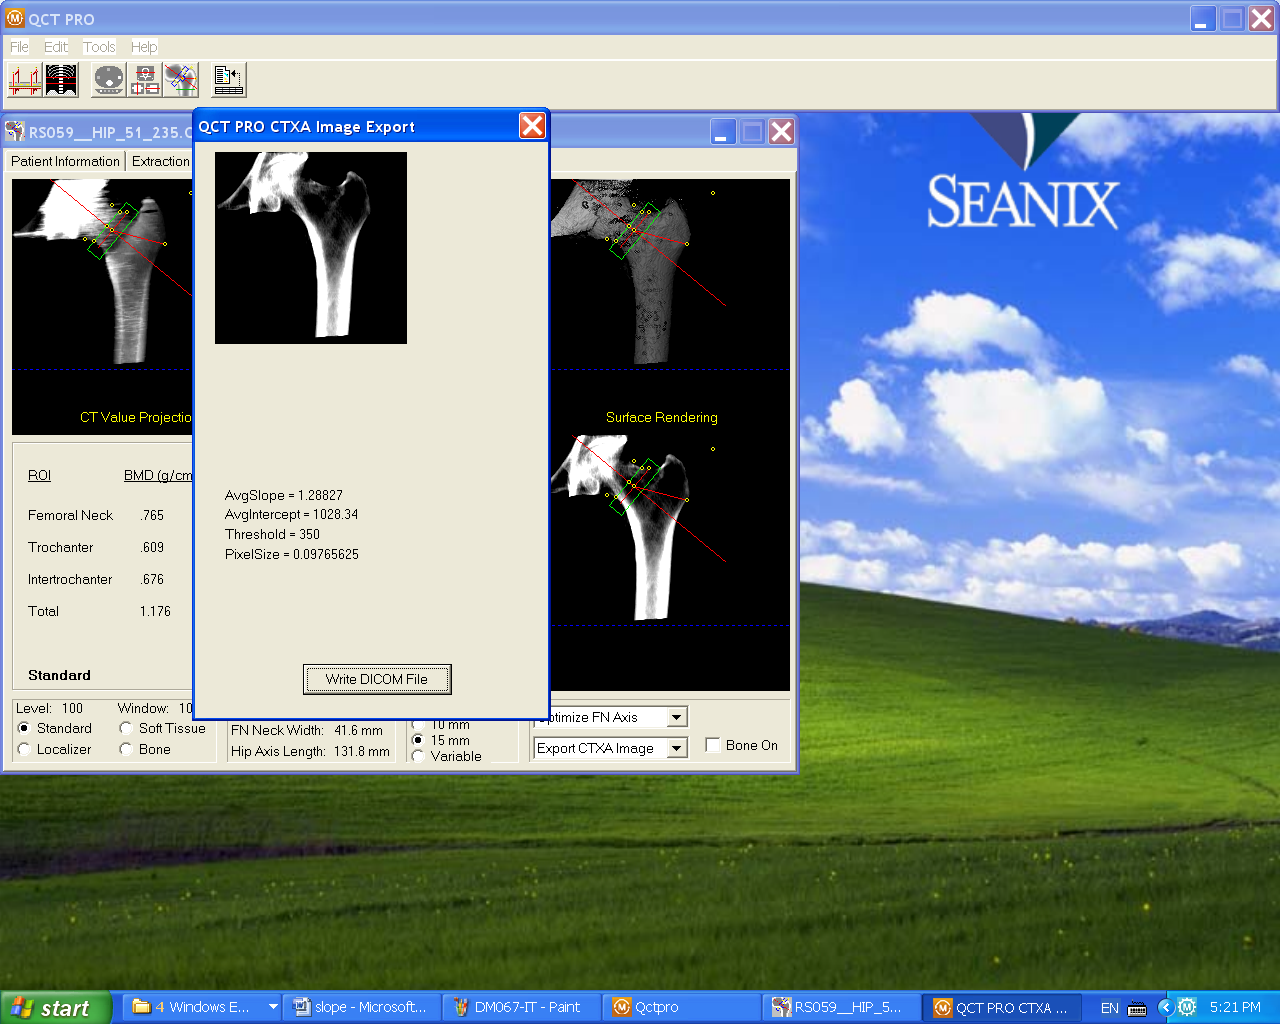 QCT PRO
File Edit Tools Help
RS059__HIP_51_235.
QCT PRO CTXA Image Export
Patient Information
Extraction
SEANIX
CT Value Projectio
Surface Rendering
ROI BMD (g/cm
Femoral Neck .765
Trochanter .609
Intertrochanter .676
Total 1.176
Standard
AvgSlope = 1.28827
AvgIntercept = 1028.34
Threshold = 350
PixelSize = 0.09765625
Write DICOM File
Level: 100 Window: 10
Standard Soft Tissue
Localizer Bone
FN Neck Width: 41.6 mm
Hip Axis Length: 131.8 mm
10 mm
15 mm
Variable
Optimize FN Axis
Export CTXA Image
Bone On
start
4 Windows E...
slope - Microsoft...
DM067-IT - Paint
Qctpro
RS059__HIP_5...
QCT PRO CTXA ...
EN
5:21 PM